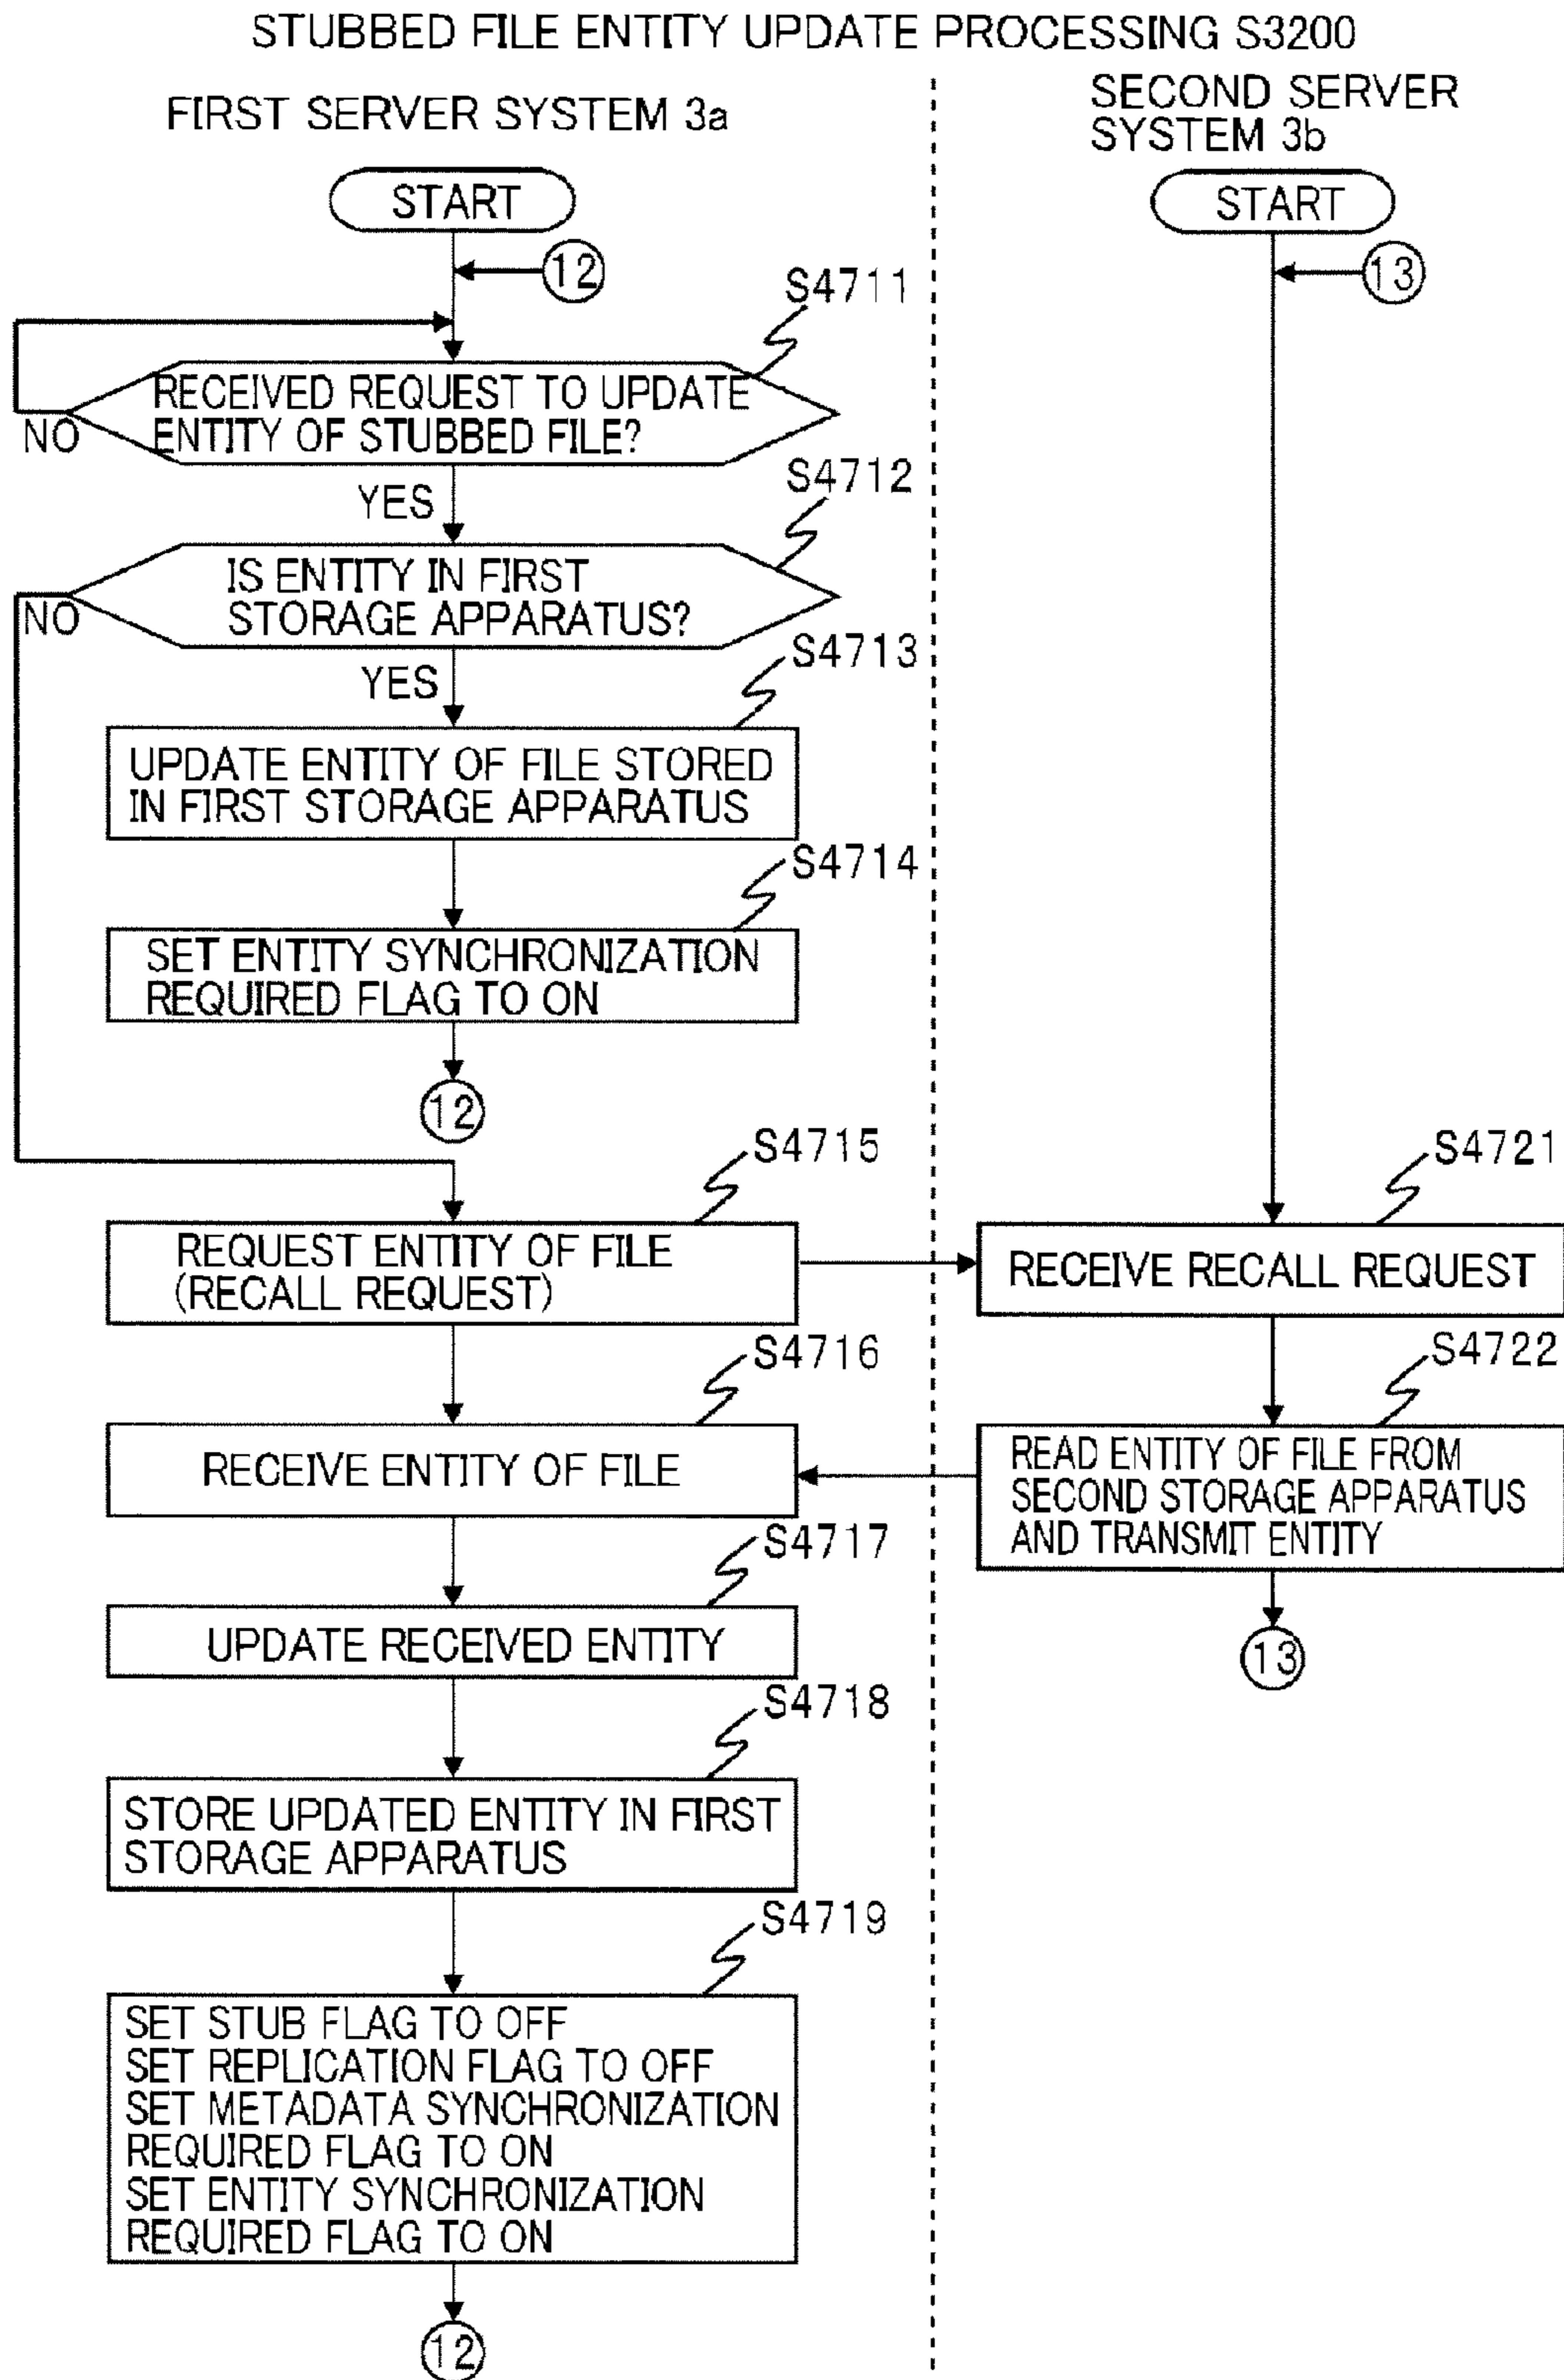 STUBBED FILE ENTITY UPDATE PROCESSING S3200
FIRST SERVER SYSTEM 3a
SECOND SERVER
SYSTEM 3b
START
START
12
13
S4711
RECEIVED REQUEST TO UPDATE
ENTITY OF STUBBED FILE?
NO
YES
S4712
IS ENTITY IN FIRST
STORAGE APPARATUS?
NO
YES
S4713
UPDATE ENTITY OF FILE STORED
IN FIRST STORAGE APPARATUS
S4714
SET ENTITY SYNCHRONIZATION
REQUIRED FLAG TO ON
12
S4715
REQUEST ENTITY OF FILE
(RECALL REQUEST)
S4721
RECEIVE RECALL REQUEST
S4716
RECEIVE ENTITY OF FILE
S4722
READ ENTITY OF FILE FROM
SECOND STORAGE APPARATUS
AND TRANSMIT ENTITY
13
S4717
UPDATE RECEIVED ENTITY
S4718
STORE UPDATED ENTITY IN FIRST
STORAGE APPARATUS
S4719
SET STUB FLAG TO OFF
SET REPLICATION FLAG TO OFF
SET METADATA SYNCHRONIZATION
REQUIRED FLAG TO ON
SET ENTITY SYNCHRONIZATION
REQUIRED FLAG TO ON
12